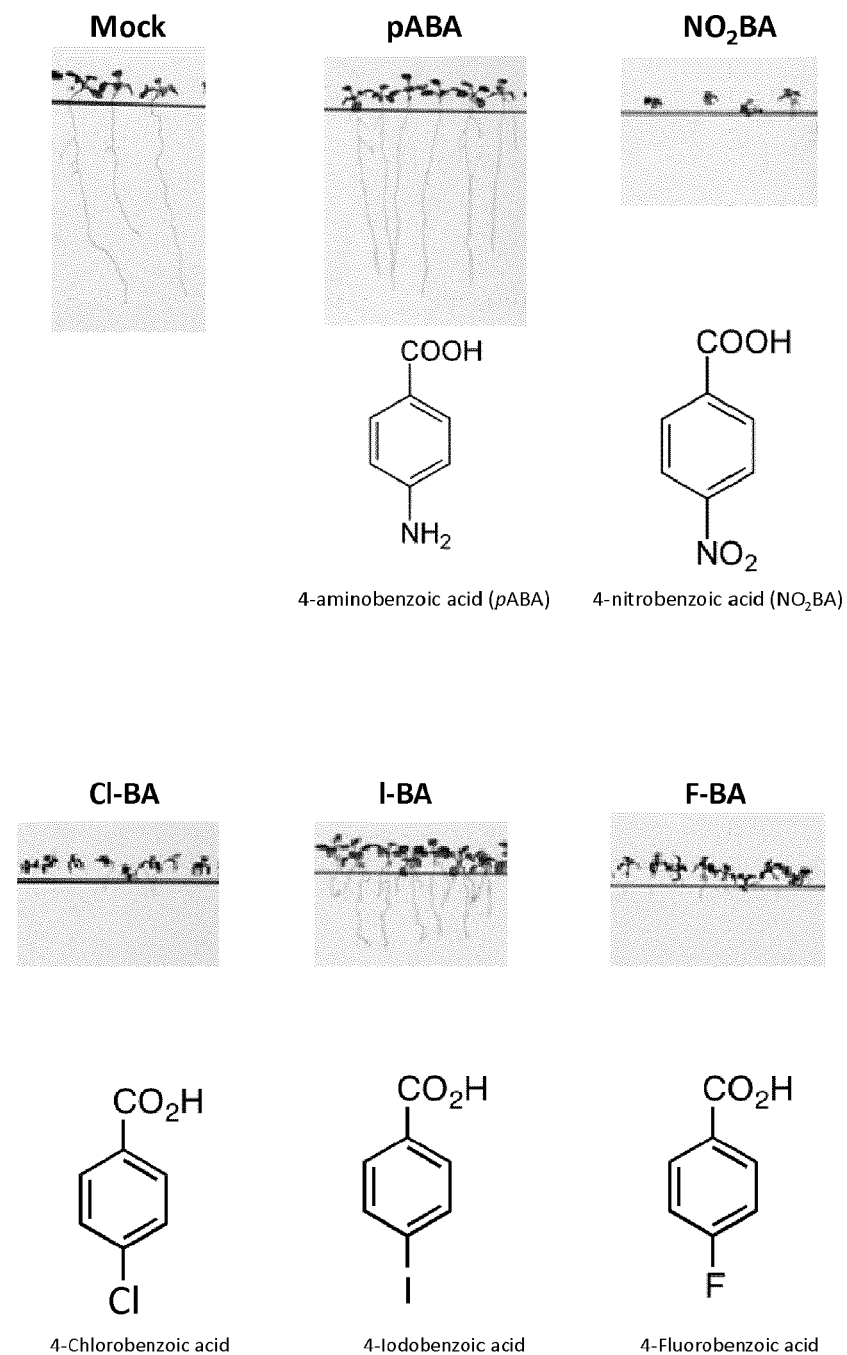 Mock pABA NO₂BA
COOH COOH
NH₂ NO₂
4-aminobenzoic acid (pABA) 4-nitrobenzoic acid (NO₂BA)
Cl-BA I-BA F-BA
CO₂H CO₂H CO₂H
Cl I F
4-Chlorobenzoic acid 4-Iodobenzoic acid 4-Fluorobenzoic acid